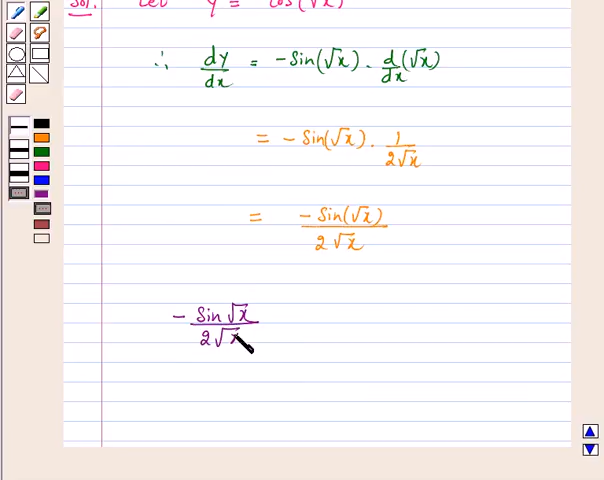 Sol. Let Y = cos(√x)
∴ dY/dx = -Sin(√x) . d/dx (√x)
= - Sin(√x) . 1/2√x
= - Sin(√x)/2√x
- Sin √x/2√x